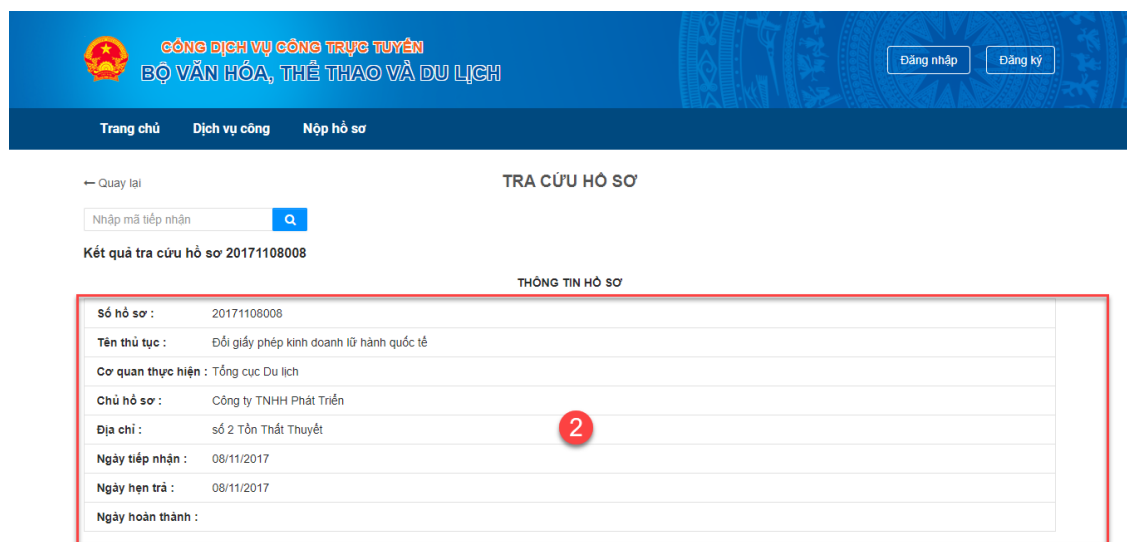 CỔNG DỊCH VỤ CÔNG TRỰC TUYẾN
BỘ VĂN HÓA, THỂ THAO VÀ DU LỊCH
Đăng nhập
Đăng ký
Trang chủ
Dịch vụ công
Nộp hồ sơ
← Quay lại
TRA CỨU HỒ SƠ
Nhập mã tiếp nhận
Kết quả tra cứu hồ sơ 20171108008
THÔNG TIN HỒ SƠ
Số hồ sơ : 20171108008
Tên thủ tục : Đổi giấy phép kinh doanh lữ hành quốc tế
Cơ quan thực hiện : Tổng cục Du lịch
Chủ hồ sơ : Công ty TNHH Phát Triển
Địa chỉ : số 2 Tôn Thất Thuyết
2
Ngày tiếp nhận : 08/11/2017
Ngày hẹn trả : 08/11/2017
Ngày hoàn thành :